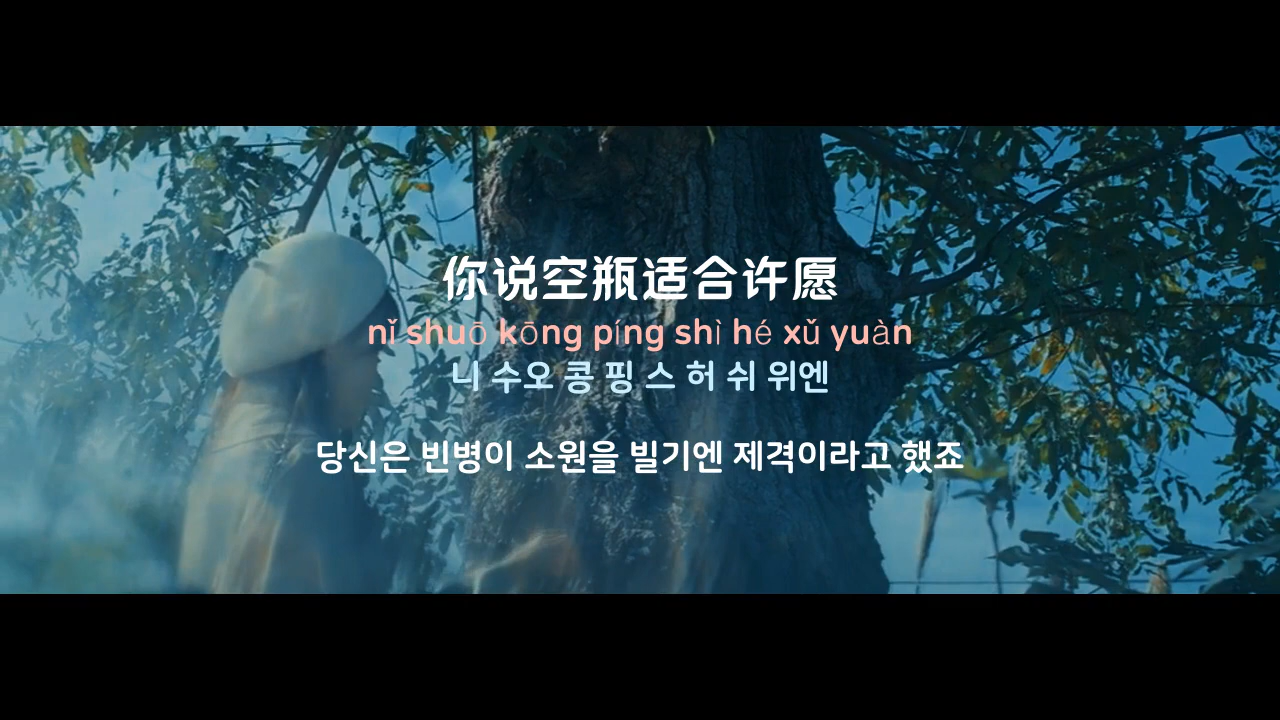 你说空瓶适合许愿
nǐ shuō kōng píng shì hé xǔ yuàn
니 수오 콩 핑 스 허 쉬 위엔
당신은 빈병이 소원을 빌기엔 제격이라고 했죠